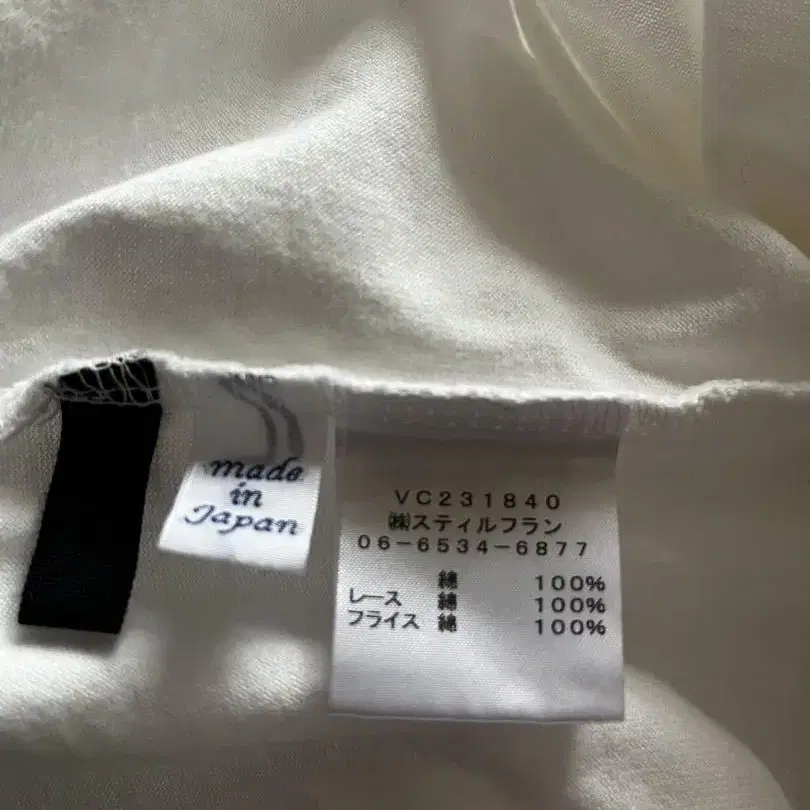 made
in
Japan
VC231840
㈱スティルフラン
06-6534-6877
綿 100%
レース 綿 100%
フライス 綿 100%